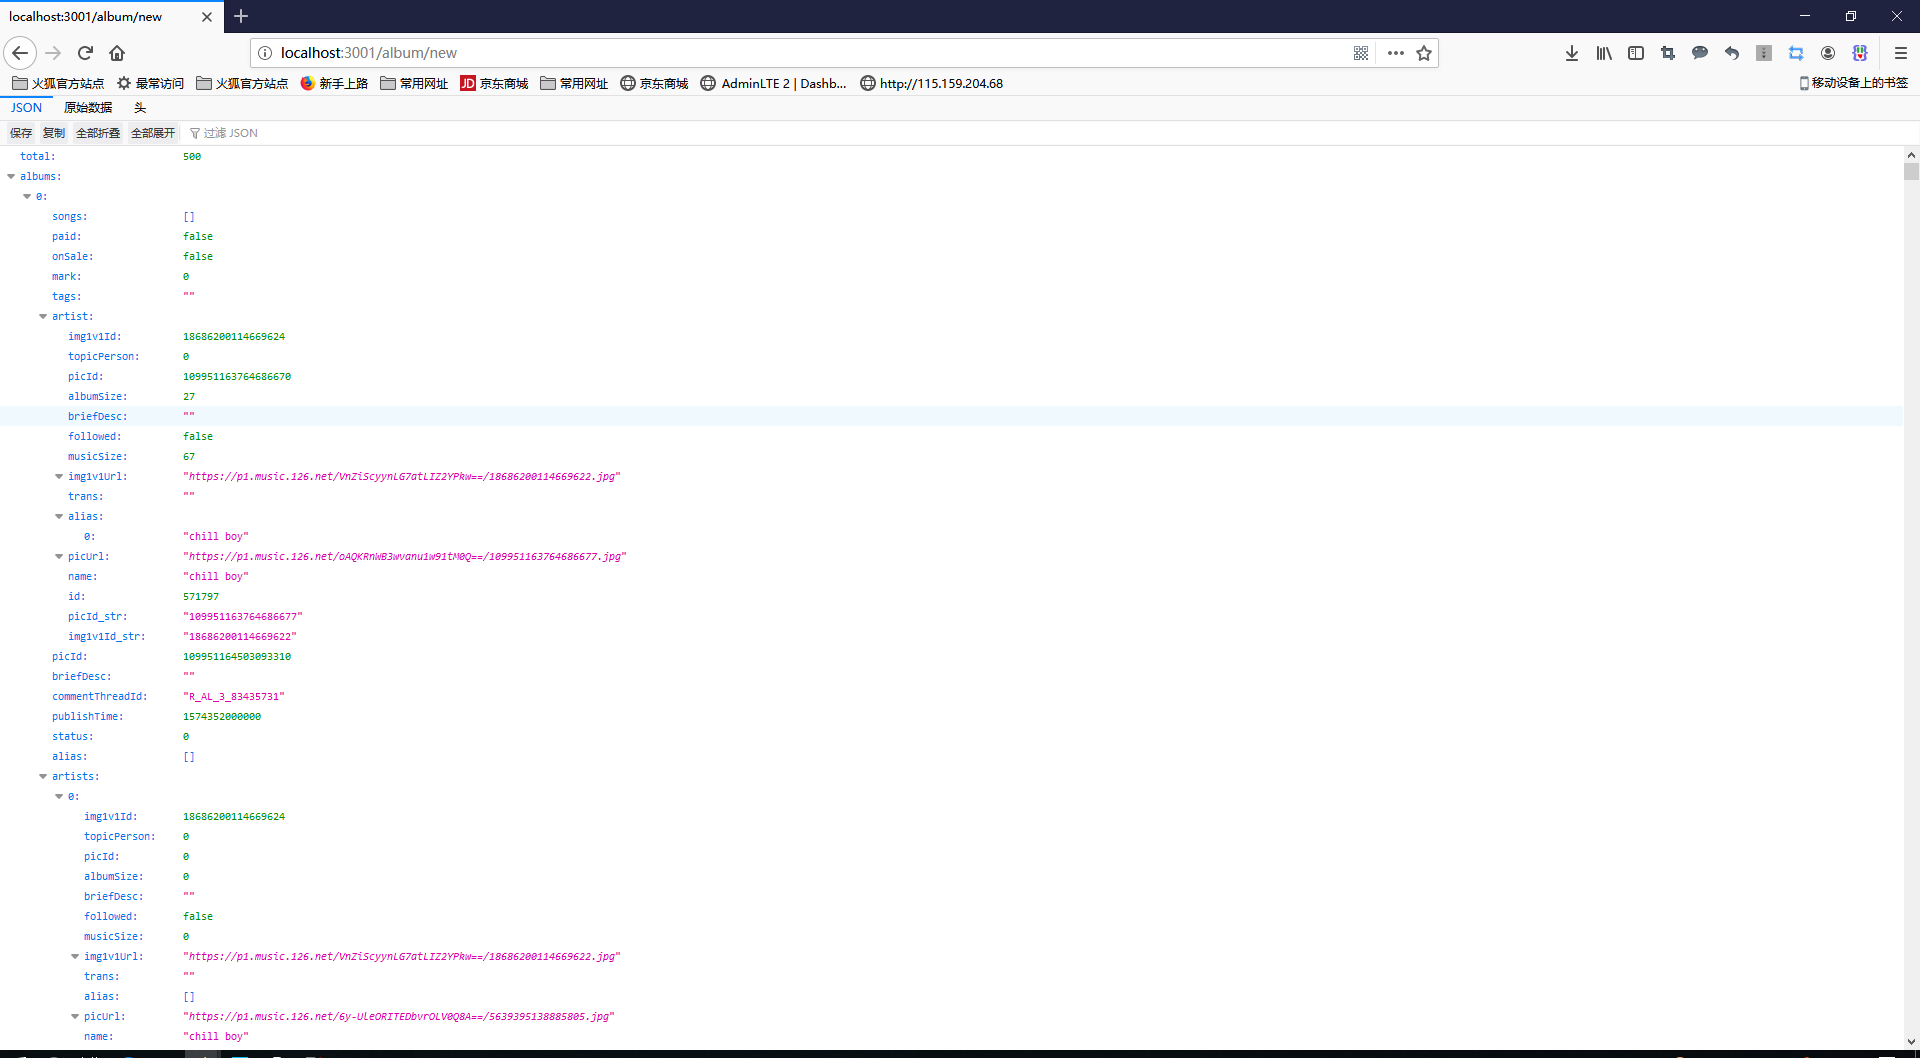 localhost:3001/album/new
localhost:3001/album/new
火狐官方站点 最常访问 火狐官方站点 新手上路 常用网址 JD 京东商城 常用网址 京东商城 AdminLTE 2 | Dashb... http://115.159.204.68 移动设备上的书签
JSON 原始数据 头
保存 复制 全部折叠 全部展开 过滤 JSON
total: 500
albums:
0:
songs: []
paid: false
onSale: false
mark: 0
tags: ""
artist:
img1v1Id: 18686200114669624
topicPerson: 0
picId: 109951163764686670
albumSize: 27
briefDesc: ""
followed: false
musicSize: 67
img1v1Url: "https://p1.music.126.net/VnZiScyynLG7atLIZ2YPkw==/18686200114669622.jpg"
trans: ""
alias:
0: "chill boy"
picUrl: "https://p1.music.126.net/oAQKRnWB3wvanu1w91tM0Q==/109951163764686677.jpg"
name: "chill boy"
id: 571797
picId_str: "109951163764686677"
img1v1Id_str: "18686200114669622"
picId: 109951164503093310
briefDesc: ""
commentThreadId: "R_AL_3_83435731"
publishTime: 1574352000000
status: 0
alias: []
artists:
0:
img1v1Id: 18686200114669624
topicPerson: 0
picId: 0
albumSize: 0
briefDesc: ""
followed: false
musicSize: 0
img1v1Url: "https://p1.music.126.net/VnZiScyynLG7atLIZ2YPkw==/18686200114669622.jpg"
trans: ""
alias: []
picUrl: "https://p1.music.126.net/6y-UleORITEDbvrOLV0Q8A==/5639395138885805.jpg"
name: "chill boy"